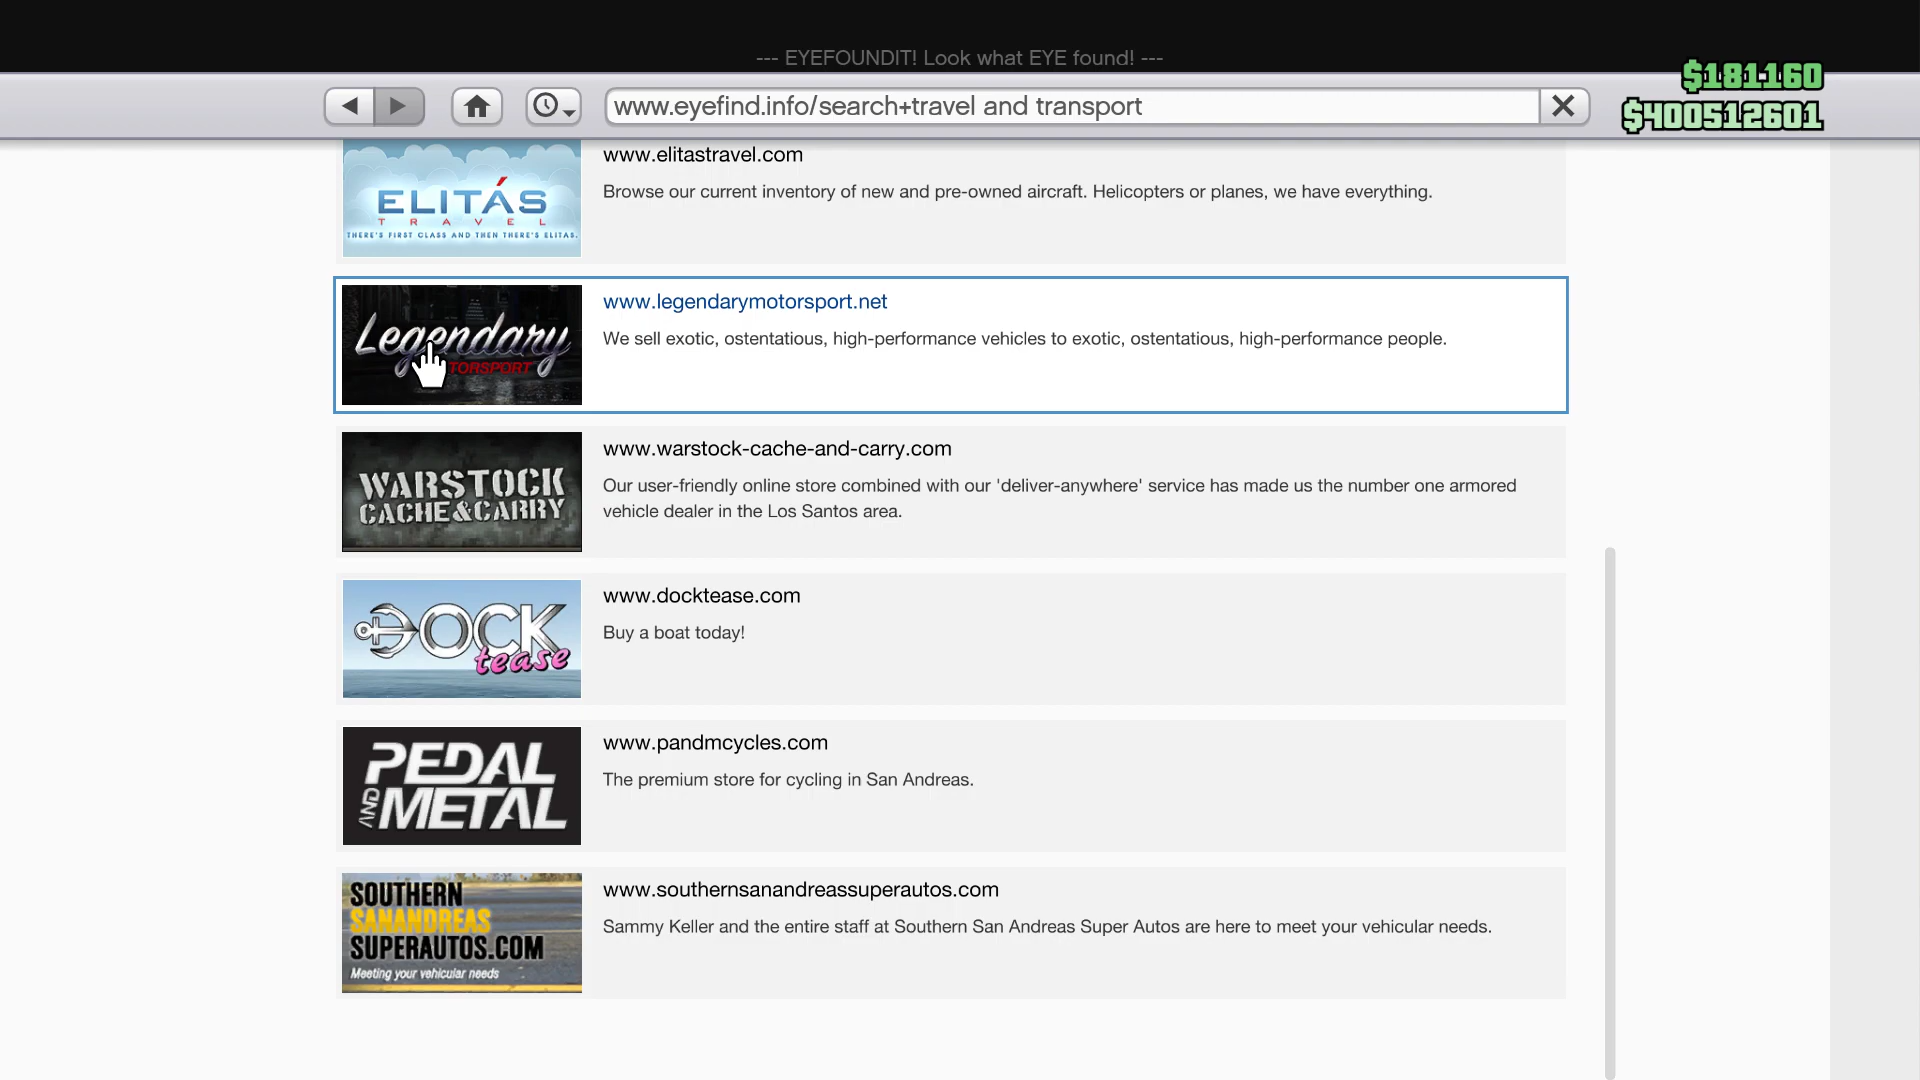 --- EYEFOUNDIT! Look what EYE found! ---
www.eyefind.info/search+travel and transport
$181160
$400512601
ELITÁS
TRAVEL
THERE'S FIRST CLASS AND THEN THERE'S ELITAS.
www.elitastravel.com
Browse our current inventory of new and pre-owned aircraft. Helicopters or planes, we have everything.
Legendary
TORSPORT
www.legendarymotorsport.net
We sell exotic, ostentatious, high-performance vehicles to exotic, ostentatious, high-performance people.
WARSTOCK
CACHE&CARRY
www.warstock-cache-and-carry.com
Our user-friendly online store combined with our 'deliver-anywhere' service has made us the number one armored
vehicle dealer in the Los Santos area.
DOCK
tease
www.docktease.com
Buy a boat today!
PEDAL
AND METAL
www.pandmcycles.com
The premium store for cycling in San Andreas.
SOUTHERN
SANANDREAS
SUPERAUTOS.COM
Meeting your vehicular needs
www.southernsanandreassuperautos.com
Sammy Keller and the entire staff at Southern San Andreas Super Autos are here to meet your vehicular needs.